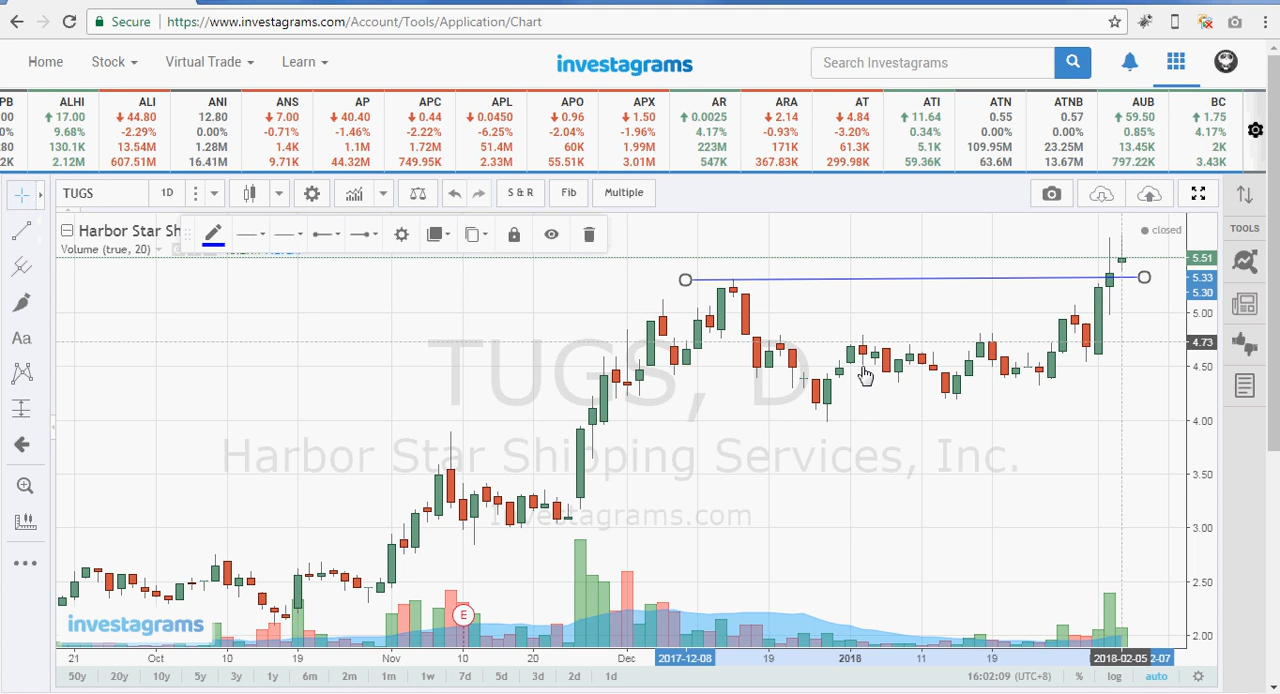 Secure https://www.investagrams.com/Account/Tools/Application/Chart
Home Stock Virtual Trade Learn investagrams Search Investagrams
PB ALHI ALI ANI ANS AP APC APL APO APX AR ARA AT ATI ATN ATNB AUB BC
00 17.00 44.80 12.80 7.00 40.40 0.44 0.0450 0.96 1.50 0.0025 2.14 4.84 11.64 0.55 0.57 59.50 1.75
0% 9.68% -2.29% 0.00% -0.71% -1.46% -2.22% -6.25% -2.04% -1.96% 4.17% -0.93% -3.20% 0.34% 0.00% 0.00% 0.85% 4.17%
80 130.1K 13.54M 1.28M 1.4K 1.1M 1.72M 51.4M 60K 1.99M 223M 171K 61.3K 5.1K 109.95M 23.25M 13.45K 2K
2K 2.12M 607.51M 16.41M 9.71K 44.32M 749.95K 2.33M 55.51K 3.01M 547K 367.83K 299.98K 59.36K 63.6M 13.67M 797.22K 3.43K
TUGS 1D S & R Fib Multiple
TOOLS
Harbor Star Sh
closed
Volume (true, 20)
5.51
5.33
5.30
5.00
4.73
4.50
4.00
3.50
3.00
2.50
2.00
TUGS, D
Harbor Star Shipping Services, Inc.
Investagrams.com
Aa
E
investagrams
21 Oct 10 19 Nov 17 20 Dec 2017-12-08 19 2018 11 19 2018-02-05 2-07
50y 20y 10y 5y 3y 1y 6m 2m 1m 1w 7d 5d 3d 2d 1d 16:02:09 (UTC+8) % log auto